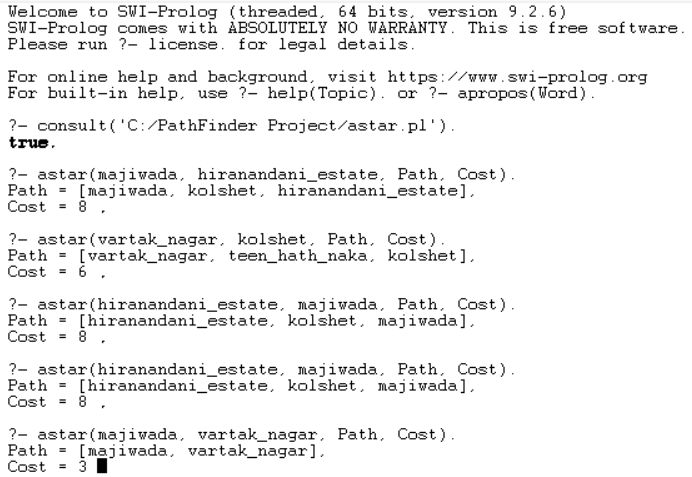 Welcome to SWI-Prolog (threaded, 64 bits, version 9.2.6)
SWI-Prolog comes with ABSOLUTELY NO WARRANTY. This is free software.
Please run ?- license. for legal details.
For online help and background, visit https://www.swi-prolog.org
For built-in help, use ?- help(Topic). or ?- apropos(Word).
?- consult('C:/PathFinder Project/astar.pl').
true.
?- astar(majiwada, hiranandani_estate, Path, Cost).
Path = [majiwada, kolshet, hiranandani_estate],
Cost = 8 .
?- astar(vartak_nagar, kolshet, Path, Cost).
Path = [vartak_nagar, teen_hath_naka, kolshet],
Cost = 6 .
?- astar(hiranandani_estate, majiwada, Path, Cost).
Path = [hiranandani_estate, kolshet, majiwada],
Cost = 8 .
?- astar(hiranandani_estate, majiwada, Path, Cost).
Path = [hiranandani_estate, kolshet, majiwada],
Cost = 8 .
?- astar(majiwada, vartak_nagar, Path, Cost).
Path = [majiwada, vartak_nagar],
Cost = 3